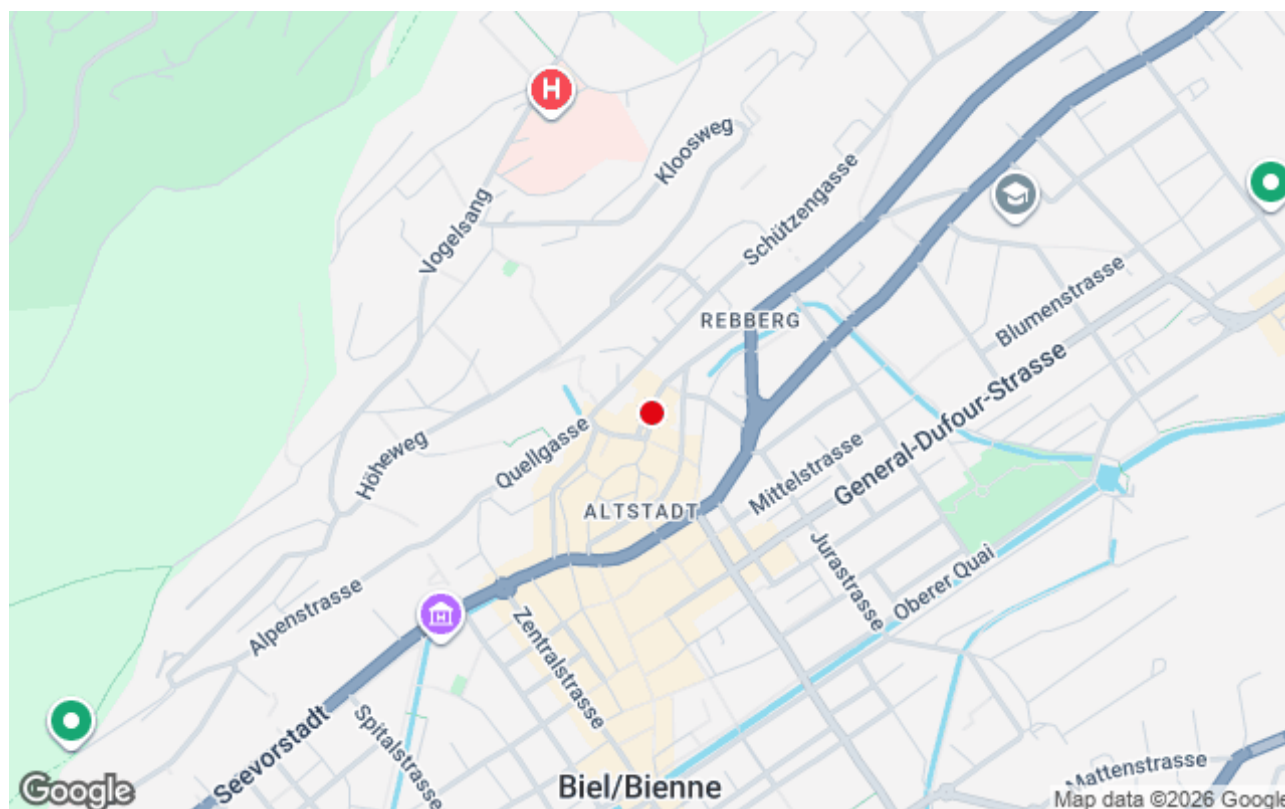 H
Kloosweg
Schützengasse
Vogelsang
REBBERG
Blumenstrasse
General-Dufour-Strasse
Höheweg
Quellgasse
Mittelstrasse
ALTSTADT
Jurastrasse
Oberer Quai
Alpenstrasse
Zentralstrasse
Seevorstadt
Spitalstrasse
Mattenstrasse
Biel/Bienne
Google
Map data ©2026 Google